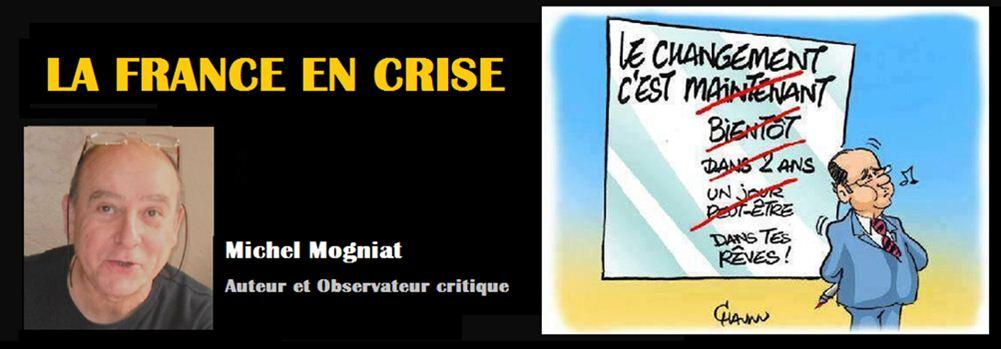 LA FRANCE EN CRISE
Michel Mogniat
Auteur et Observateur critique
LE CHANGEMENT
C'EST MAINTENANT
BIENTÔT
DANS 2 ANS
UN JOUR
PEUT-ÊTRE
DANS TES
RÊVES !
CHAUNU